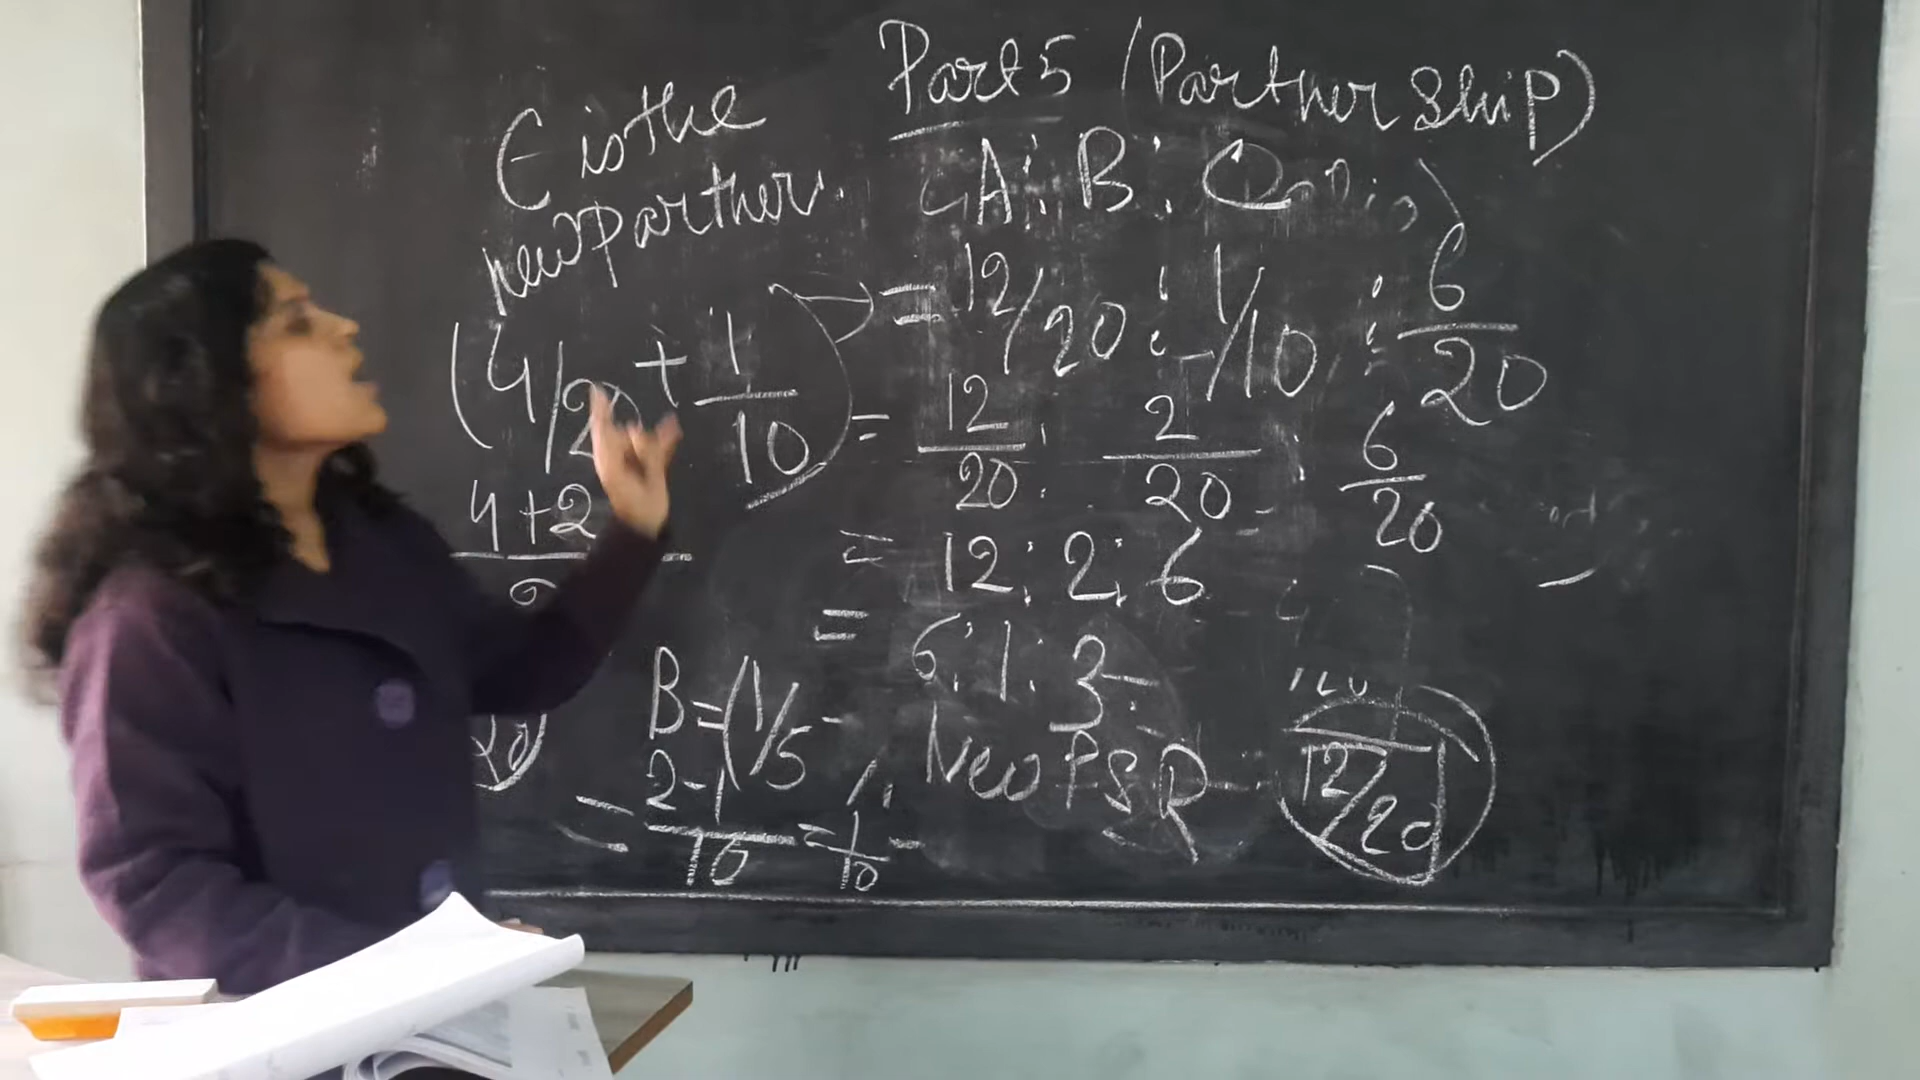 Part 5 (Partnership)
C is the
new partner.
A : B : C
(4/20 + 1/10)
= 12/20 : 1/10 : 6/20
4+2
= 12/20 : 2/20 : 6/20
= 12 : 2 : 6
= 6 : 1 : 3
B = (1/5 -
New PSR
12/20
= 2-1/10 = 1/10